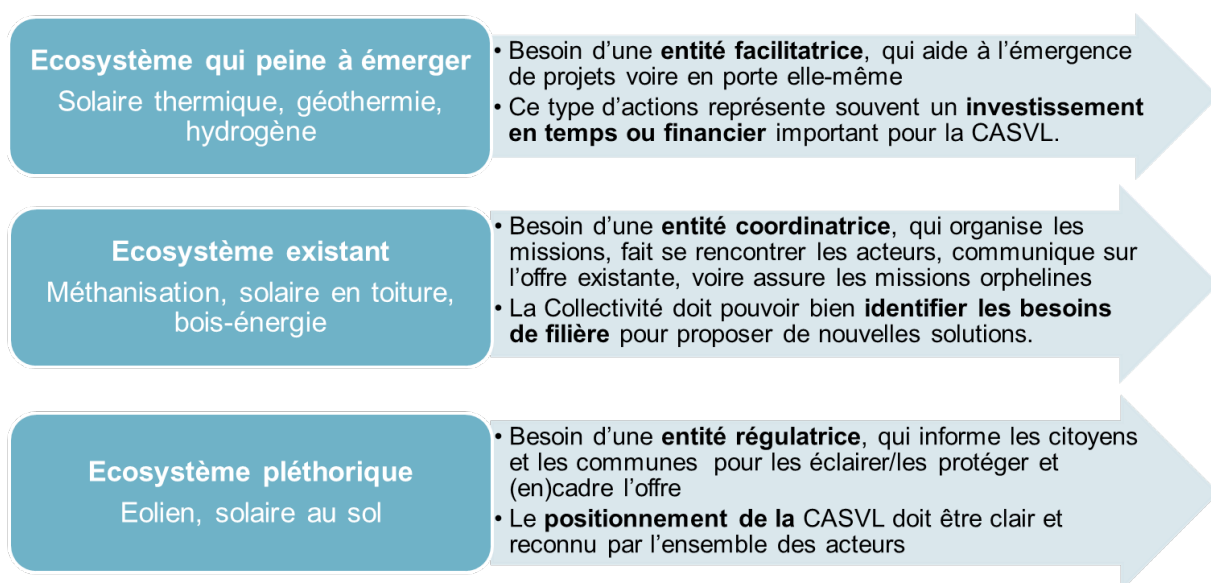 Ecosystème qui peine à émerger
Solaire thermique, géothermie,
hydrogène
• Besoin d’une entité facilitatrice, qui aide à l’émergence
de projets voire en porte elle-même
• Ce type d’actions représente souvent un investissement
en temps ou financier important pour la CASVL.
Ecosystème existant
Méthanisation, solaire en toiture,
bois-énergie
• Besoin d’une entité coordinatrice, qui organise les
missions, fait se rencontrer les acteurs, communique sur
l’offre existante, voire assure les missions orphelines
• La Collectivité doit pouvoir bien identifier les besoins
de filière pour proposer de nouvelles solutions.
Ecosystème pléthorique
Eolien, solaire au sol
• Besoin d’une entité régulatrice, qui informe les citoyens
et les communes  pour les éclairer/les protéger et
(en)cadre l’offre
• Le positionnement de la CASVL doit être clair et
reconnu par l’ensemble des acteurs